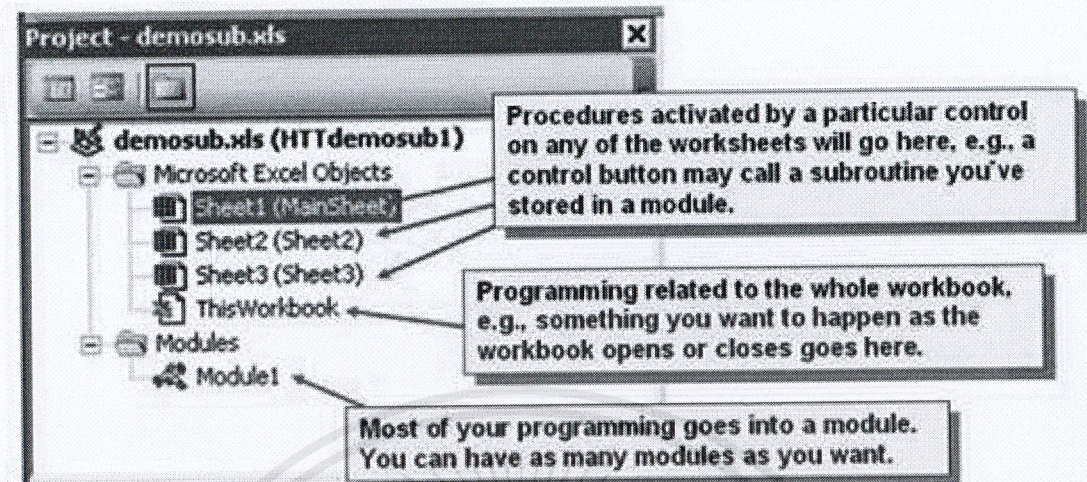 Project - demosub.xls
demosub.xls (HTTdemosub1)
Microsoft Excel Objects
Sheet1 (MainSheet)
Sheet2 (Sheet2)
Sheet3 (Sheet3)
ThisWorkbook
Modules
Module1
Procedures activated by a particular control
on any of the worksheets will go here, e.g., a
control button may call a subroutine you've
stored in a module.
Programming related to the whole workbook,
e.g., something you want to happen as the
workbook opens or closes goes here.
Most of your programming goes into a module.
You can have as many modules as you want.